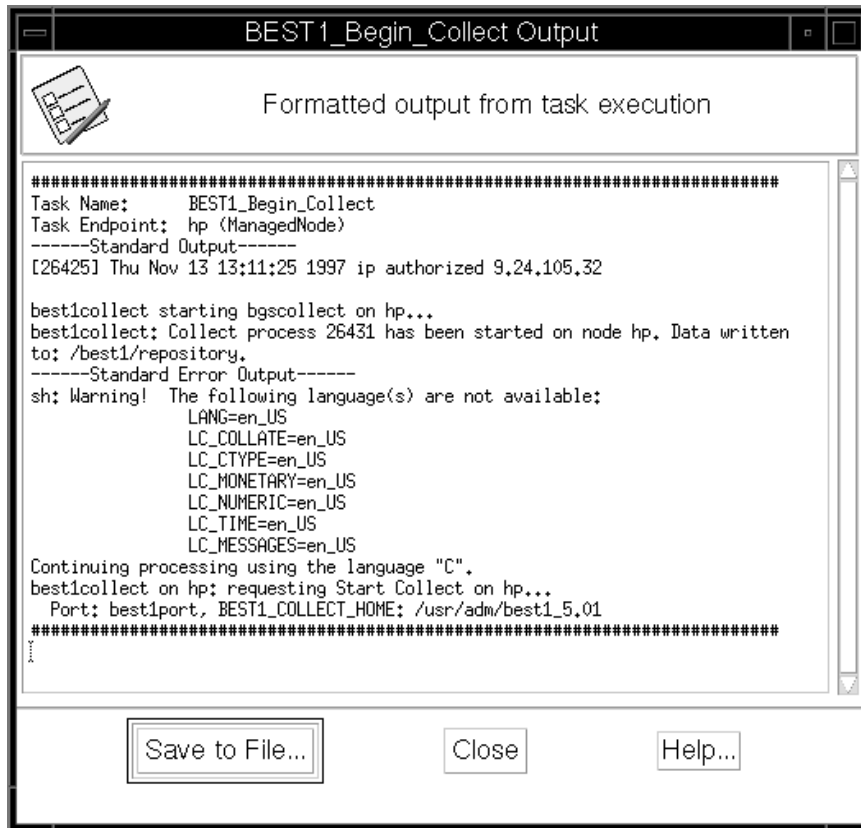 BEST1_Begin_Collect Output
Formatted output from task execution
############################################################################
Task Name:      BEST1_Begin_Collect
Task Endpoint:  hp (ManagedNode)
------Standard Output------
[26425] Thu Nov 13 13:11:25 1997 ip authorized 9.24.105.32
best1collect starting bgscollect on hp...
best1collect: Collect process 26431 has been started on node hp. Data written
to: /best1/repository.
------Standard Error Output------
sh: Warning!  The following language(s) are not available:
LANG=en_US
LC_COLLATE=en_US
LC_CTYPE=en_US
LC_MONETARY=en_US
LC_NUMERIC=en_US
LC_TIME=en_US
LC_MESSAGES=en_US
Continuing processing using the language "C".
best1collect on hp: requesting Start Collect on hp...
Port: best1port, BEST1_COLLECT_HOME: /usr/adm/best1_5.01
############################################################################
Save to File...
Close
Help...